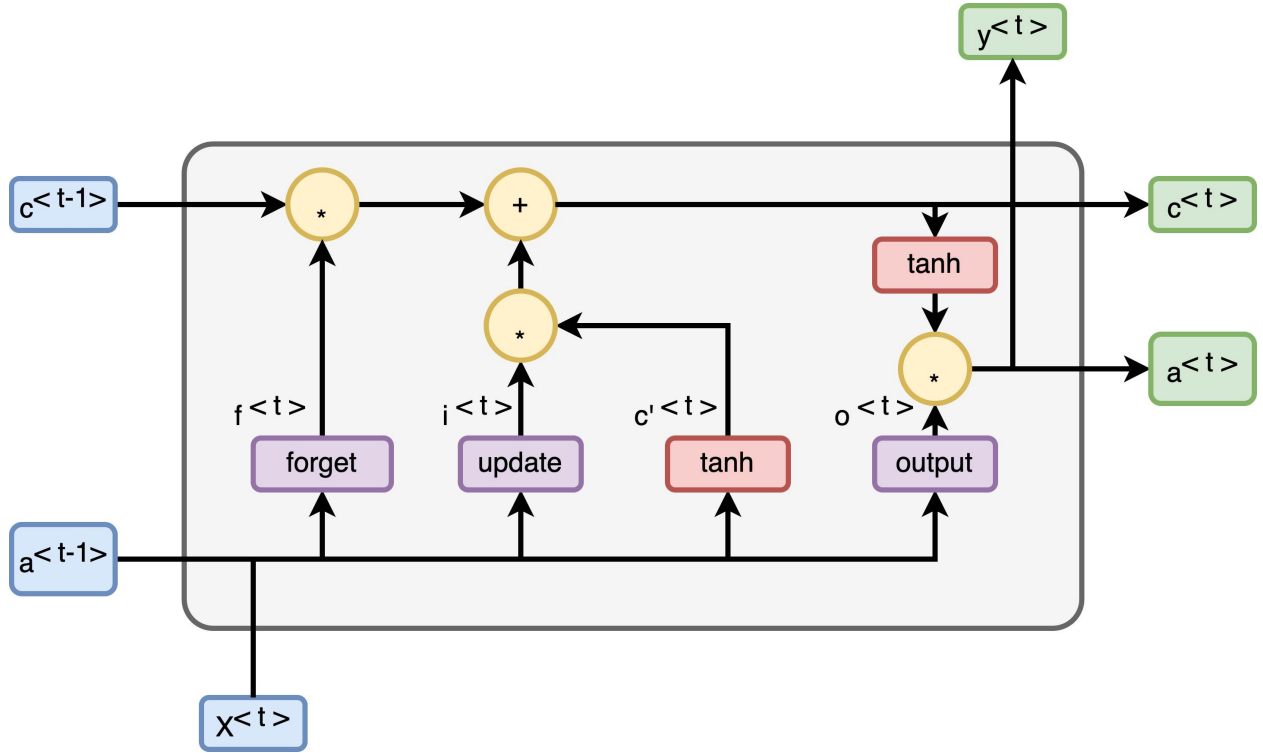 y< t >
c< t-1>
*
+
c< t >
tanh
*
*
a< t >
f < t >
i < t >
c' < t >
o < t >
forget
update
tanh
output
a< t-1>
X< t >